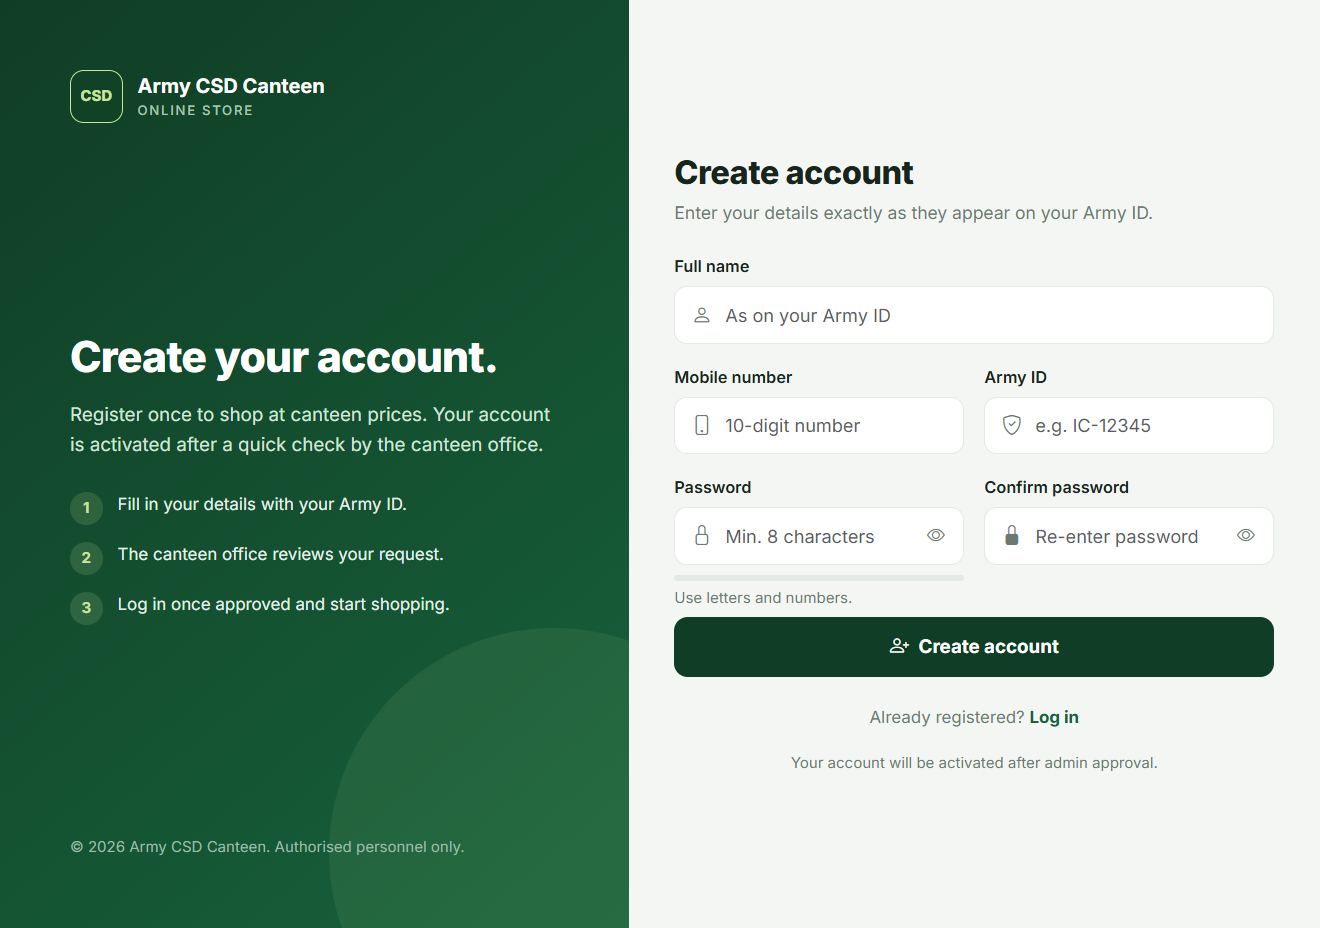 CSD
Army CSD Canteen
ONLINE STORE
Create your account.
Register once to shop at canteen prices. Your account
is activated after a quick check by the canteen office.
1 Fill in your details with your Army ID.
2 The canteen office reviews your request.
3 Log in once approved and start shopping.
© 2026 Army CSD Canteen. Authorised personnel only.
Create account
Enter your details exactly as they appear on your Army ID.
Full name
As on your Army ID
Mobile number
10-digit number
Army ID
e.g. IC-12345
Password
Min. 8 characters
Use letters and numbers.
Confirm password
Re-enter password
Create account
Already registered? Log in
Your account will be activated after admin approval.